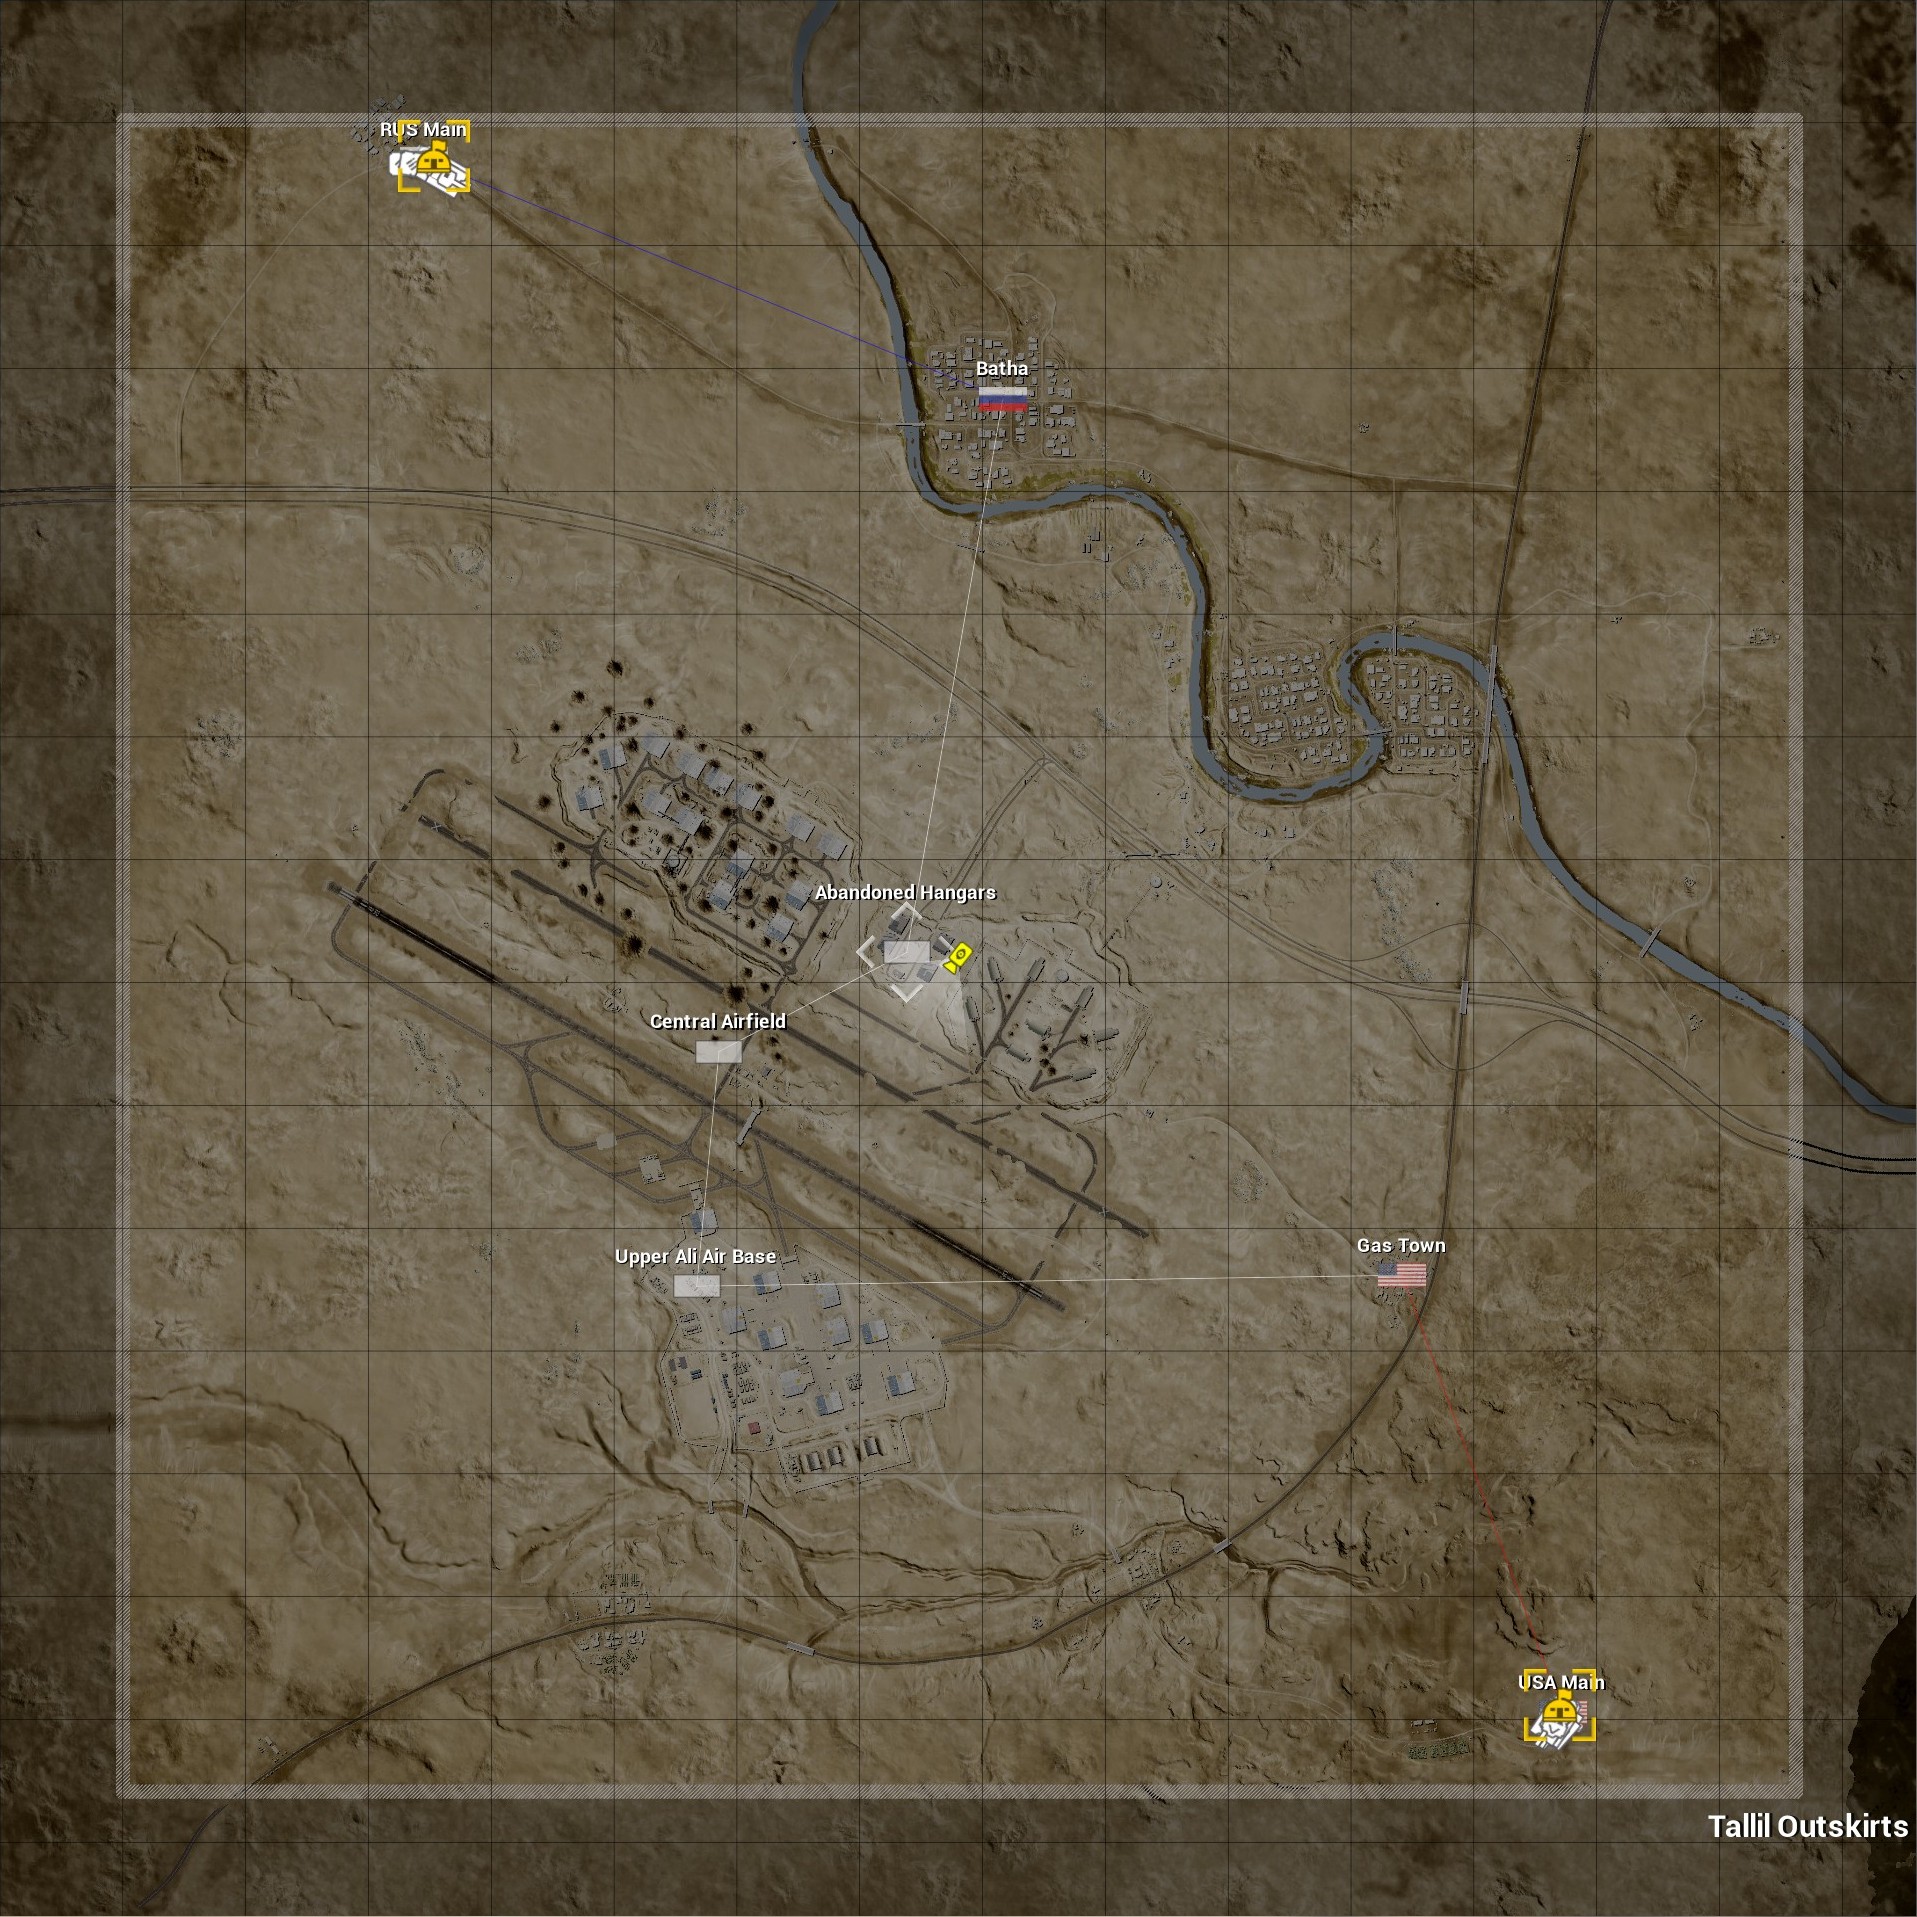 RUS Main
Batha
Abandoned Hangars
Central Airfield
Upper Ali Air Base
Gas Town
USA Main
Tallil Outskirts